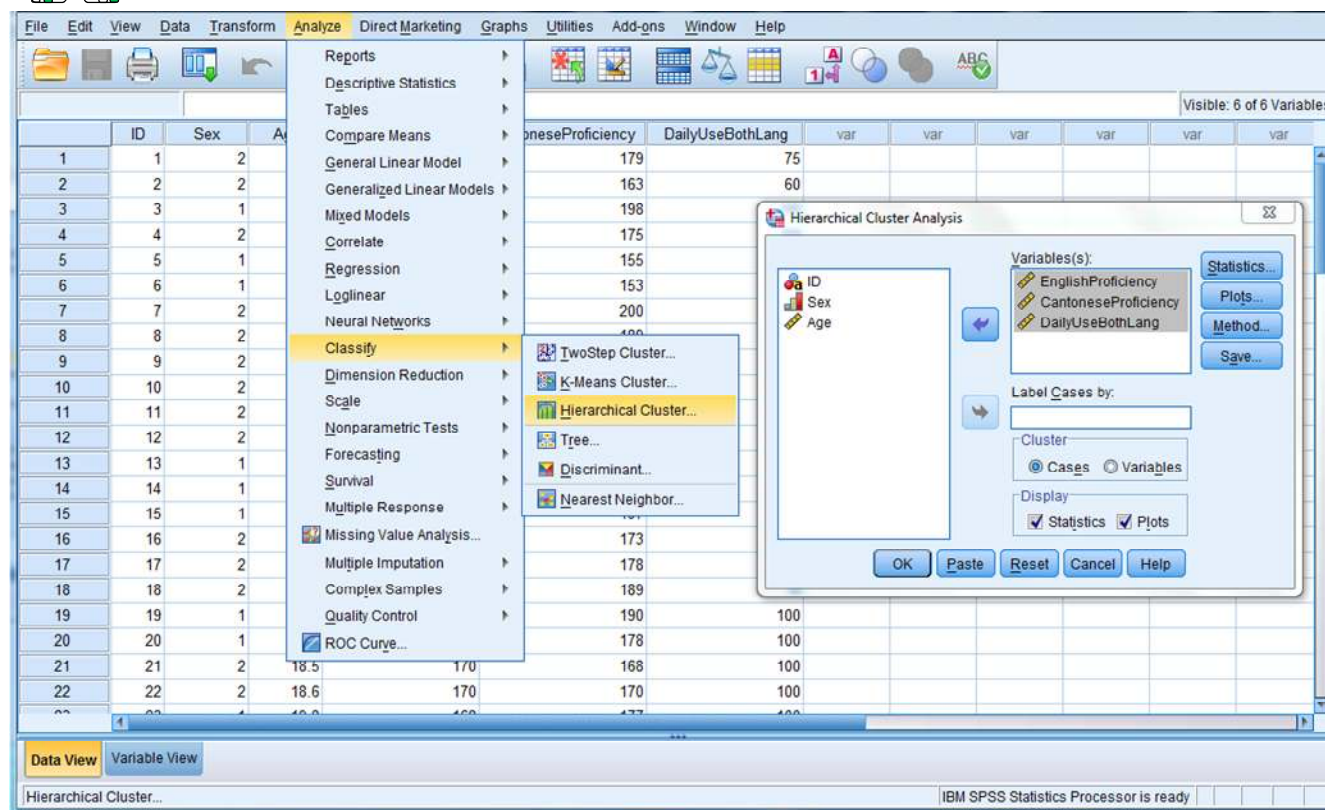 File Edit View Data Transform Analyze Direct Marketing Graphs Utilities Add-ons Window Help
Visible: 6 of 6 Variables
ID Sex oneseProficiency DailyUseBothLang var var var var var var
1 1 2 179 75
2 2 2 163 60
3 3 1 198
4 4 2 175
5 5 1 155
6 6 1 153
7 7 2 200
8 8 2
9 9 2
10 10 2
11 11 2
12 12 2
13 13 1
14 14 1
15 15 1
16 16 2 173
17 17 2 178
18 18 2 189
19 19 1 190 100
20 20 1 178 100
21 21 2 18.5 170 168 100
22 22 2 18.6 170 170 100
Reports
Descriptive Statistics
Tables
Compare Means
General Linear Model
Generalized Linear Models
Mixed Models
Correlate
Regression
Loglinear
Neural Networks
Classify
Dimension Reduction
Scale
Nonparametric Tests
Forecasting
Survival
Multiple Response
Missing Value Analysis...
Multiple Imputation
Complex Samples
Quality Control
ROC Curve...
TwoStep Cluster...
K-Means Cluster...
Hierarchical Cluster...
Tree...
Discriminant...
Nearest Neighbor...
Hierarchical Cluster Analysis
ID
Sex
Age
Variables(s):
EnglishProficiency
CantoneseProficiency
DailyUseBothLang
Statistics...
Plots...
Method...
Save...
Label Cases by:
Cluster
Cases Variables
Display
Statistics Plots
OK Paste Reset Cancel Help
Data View Variable View
Hierarchical Cluster... IBM SPSS Statistics Processor is ready